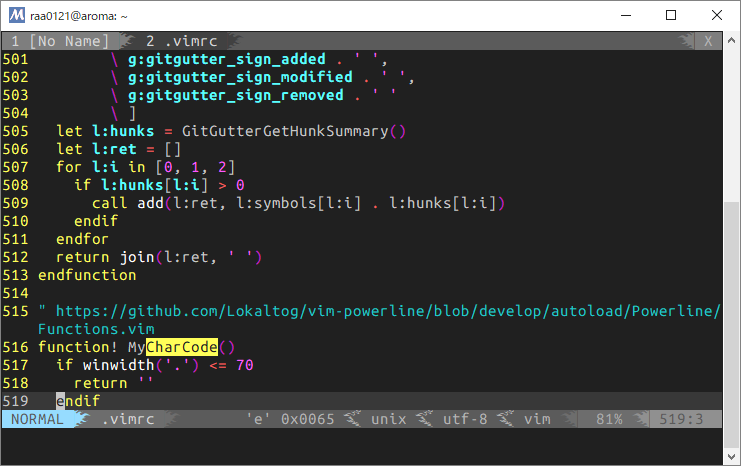 raa0121@aroma: ~
1 [No Name] 2 .vimrc X
501         \ g:gitgutter_sign_added . ' ',
502         \ g:gitgutter_sign_modified . ' ',
503         \ g:gitgutter_sign_removed . ' '
504         \ ]
505   let l:hunks = GitGutterGetHunkSummary()
506   let l:ret = []
507   for l:i in [0, 1, 2]
508     if l:hunks[l:i] > 0
509       call add(l:ret, l:symbols[l:i] . l:hunks[l:i])
510     endif
511   endfor
512   return join(l:ret, ' ')
513 endfunction
514
515 " https://github.com/Lokaltog/vim-powerline/blob/develop/autoload/Powerline/
Functions.vim
516 function! MyCharCode()
517   if winwidth('.') <= 70
518     return ''
519   endif
NORMAL .vimrc 'e' 0x0065 unix utf-8 vim 81% 519:3